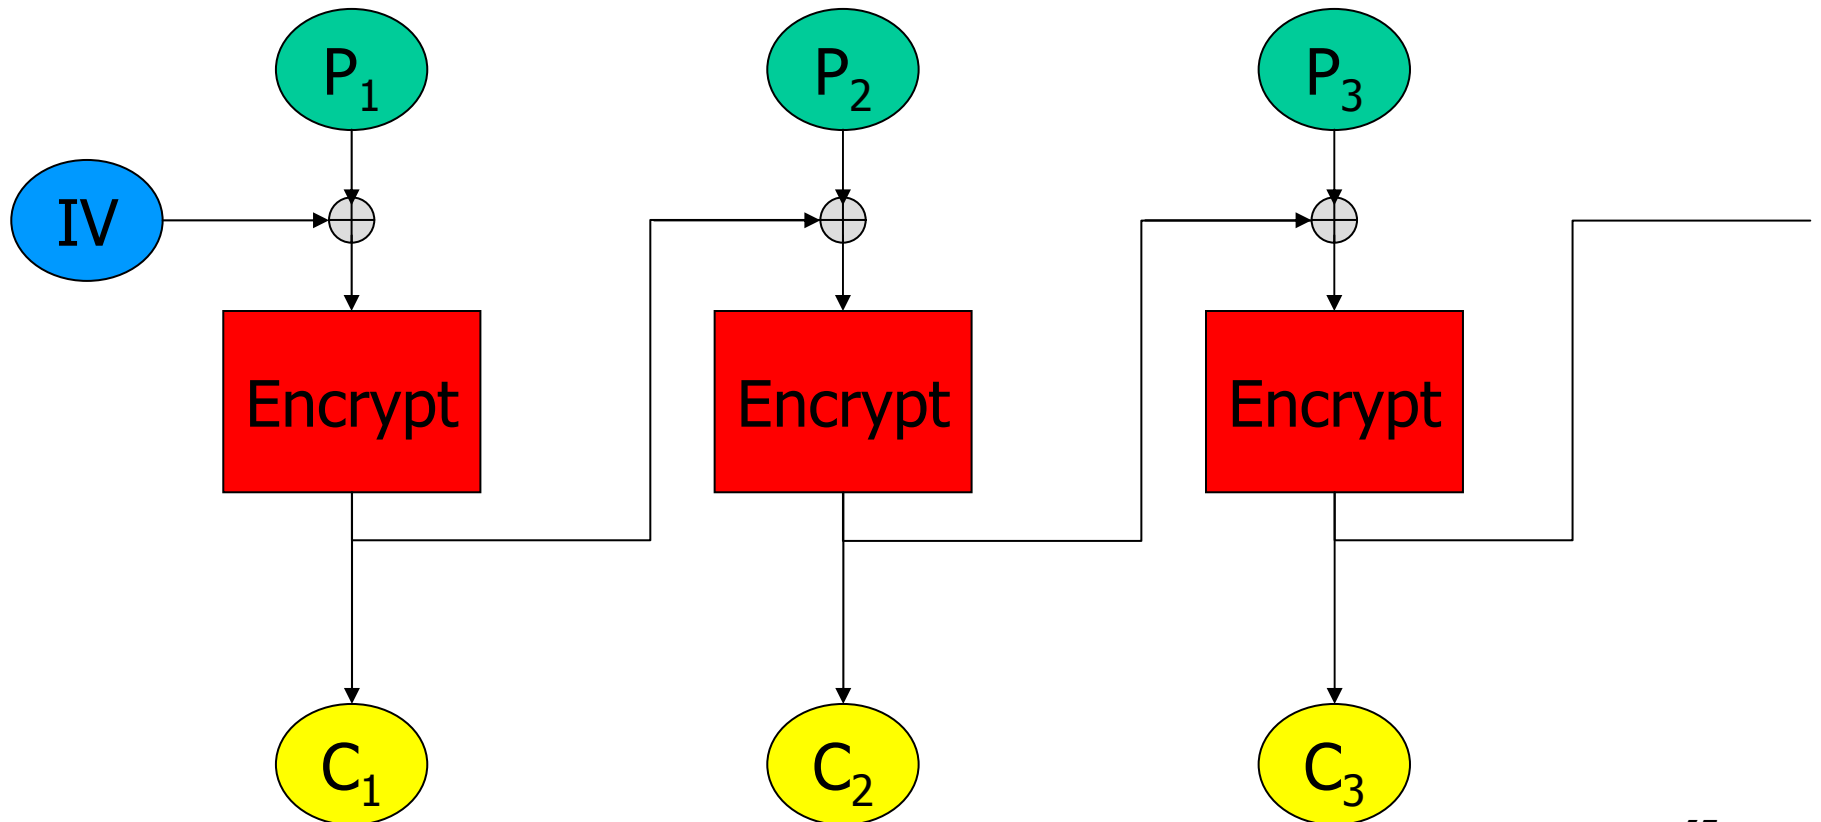 P₁ P₂ P₃
IV
Encrypt Encrypt Encrypt
C₁ C₂ C₃